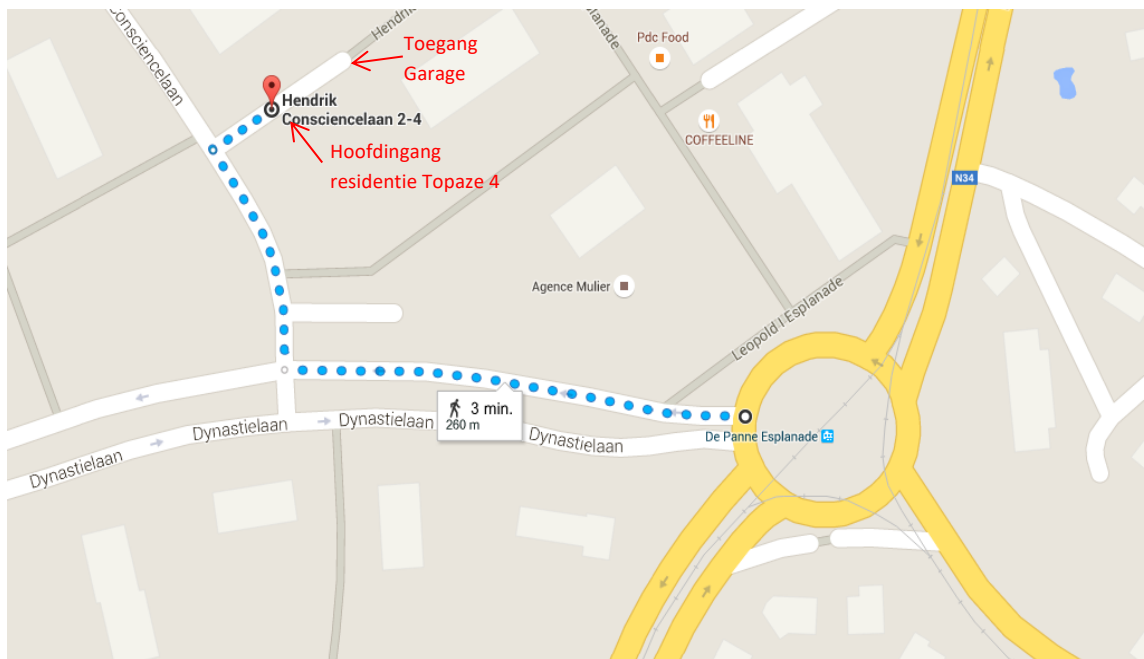 Hendrik
Esplanade
Pdc Food
Toegang
Garage
Consciencelaan
Hendrik
Consciencelaan 2-4
COFFEELINE
Hoofdingang
residentie Topaze 4
N34
Agence Mulier
Leopold I Esplanade
3 min.
260 m
Dynastielaan
Dynastielaan
Dynastielaan
De Panne Esplanade
Dynastielaan